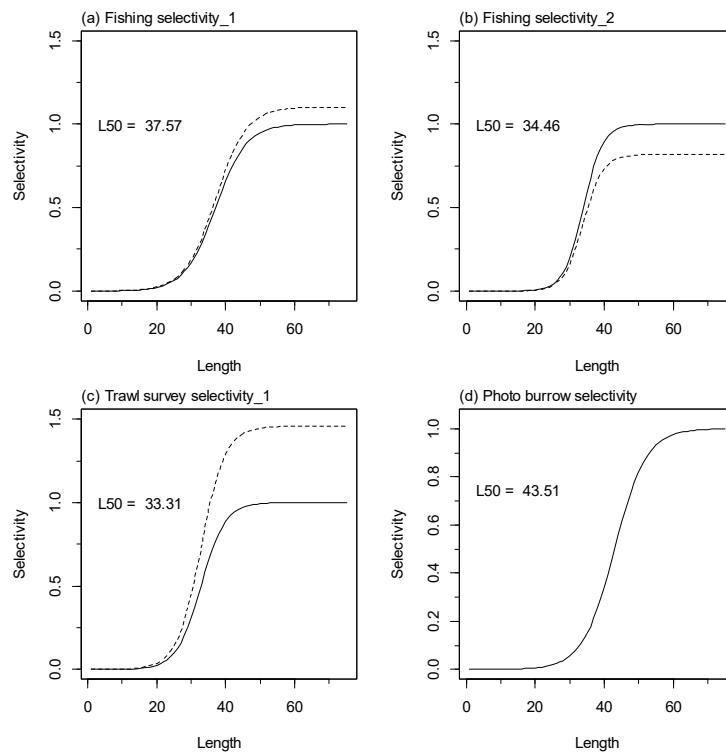 (a) Fishing selectivity_1
1.5
1.0
0.5
0.0
Selectivity
L50 = 37.57
0 20 40 60
Length
(b) Fishing selectivity_2
1.5
1.0
0.5
0.0
Selectivity
L50 = 34.46
0 20 40 60
Length
(c) Trawl survey selectivity_1
1.5
1.0
0.5
0.0
Selectivity
L50 = 33.31
0 20 40 60
Length
(d) Photo burrow selectivity
1.0
0.8
0.6
0.4
0.2
0.0
Selectivity
L50 = 43.51
0 20 40 60
Length